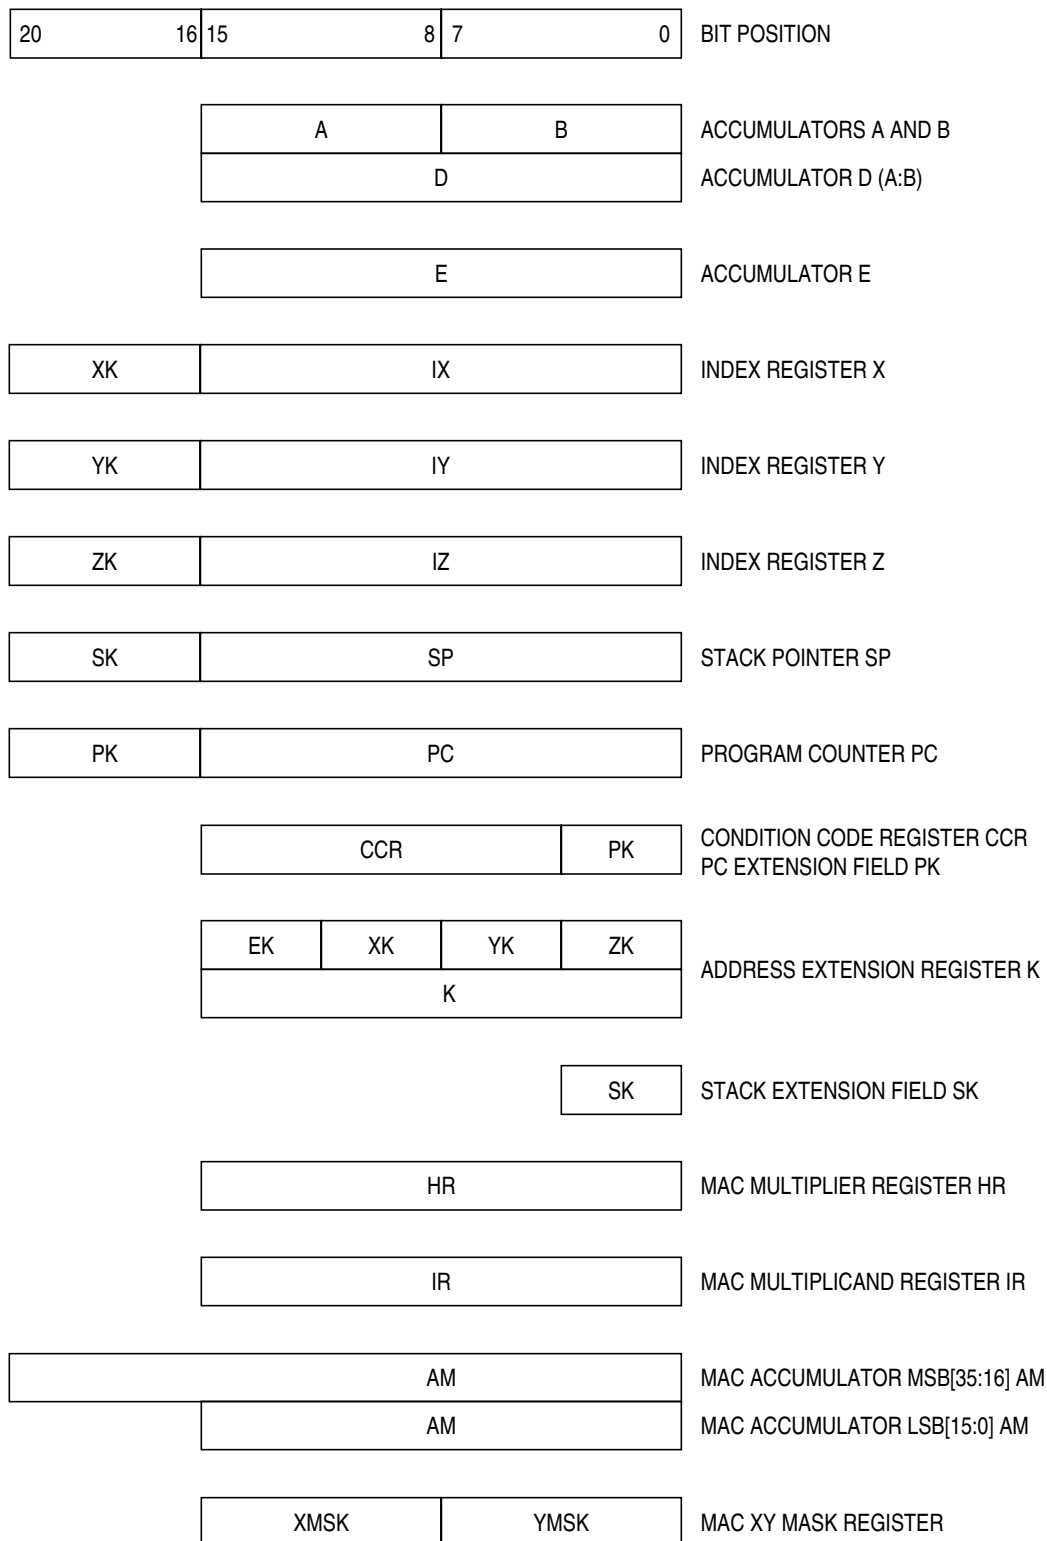 20 16 15 8 7 0 BIT POSITION
A B ACCUMULATORS A AND B
D ACCUMULATOR D (A:B)
E ACCUMULATOR E
XK IX INDEX REGISTER X
YK IY INDEX REGISTER Y
ZK IZ INDEX REGISTER Z
SK SP STACK POINTER SP
PK PC PROGRAM COUNTER PC
CCR PK CONDITION CODE REGISTER CCR
PC EXTENSION FIELD PK
EK XK YK ZK
ADDRESS EXTENSION REGISTER K
K
SK STACK EXTENSION FIELD SK
HR MAC MULTIPLIER REGISTER HR
IR MAC MULTIPLICAND REGISTER IR
AM MAC ACCUMULATOR MSB[35:16] AM
AM MAC ACCUMULATOR LSB[15:0] AM
XMSK YMSK MAC XY MASK REGISTER